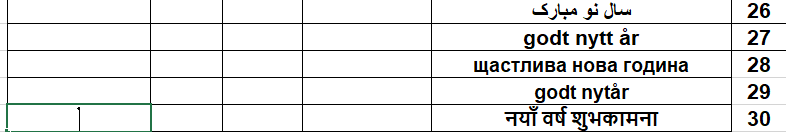 سال نو مبارک 26
godt nytt år 27
щастлива нова година 28
godt nytår 29
नयाँ वर्ष शुभकामना 30